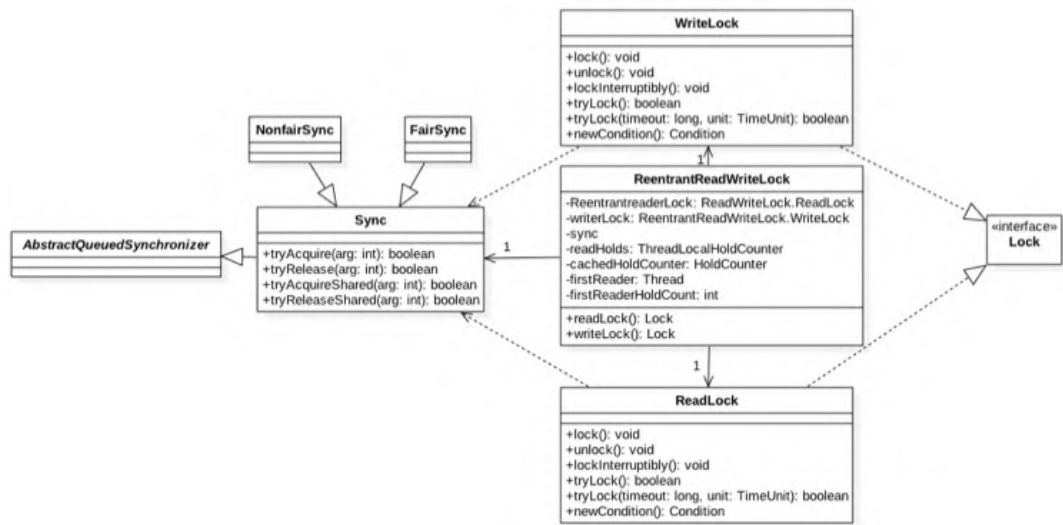 WriteLock
+lock(): void
+unlock(): void
+lockInterruptibly(): void
+tryLock(): boolean
+tryLock(timeout: long, unit: TimeUnit): boolean
+newCondition(): Condition
NonfairSync
FairSync
1
ReentrantReadWriteLock
-ReentrantreaderLock: ReadWriteLock.ReadLock
-writerLock: ReentrantReadWriteLock.WriteLock
-sync
-readHolds: ThreadLocalHoldCounter
-cachedHoldCounter: HoldCounter
-firstReader: Thread
-firstReaderHoldCount: int
+readLock(): Lock
+writeLock(): Lock
Sync
+tryAcquire(arg: int): boolean
+tryRelease(arg: int): boolean
+tryAcquireShared(arg: int): boolean
+tryReleaseShared(arg: int): boolean
1
AbstractQueuedSynchronizer
«interface»
Lock
1
ReadLock
+lock(): void
+unlock(): void
+lockInterruptibly(): void
+tryLock(): boolean
+tryLock(timeout: long, unit: TimeUnit): boolean
+newCondition(): Condition